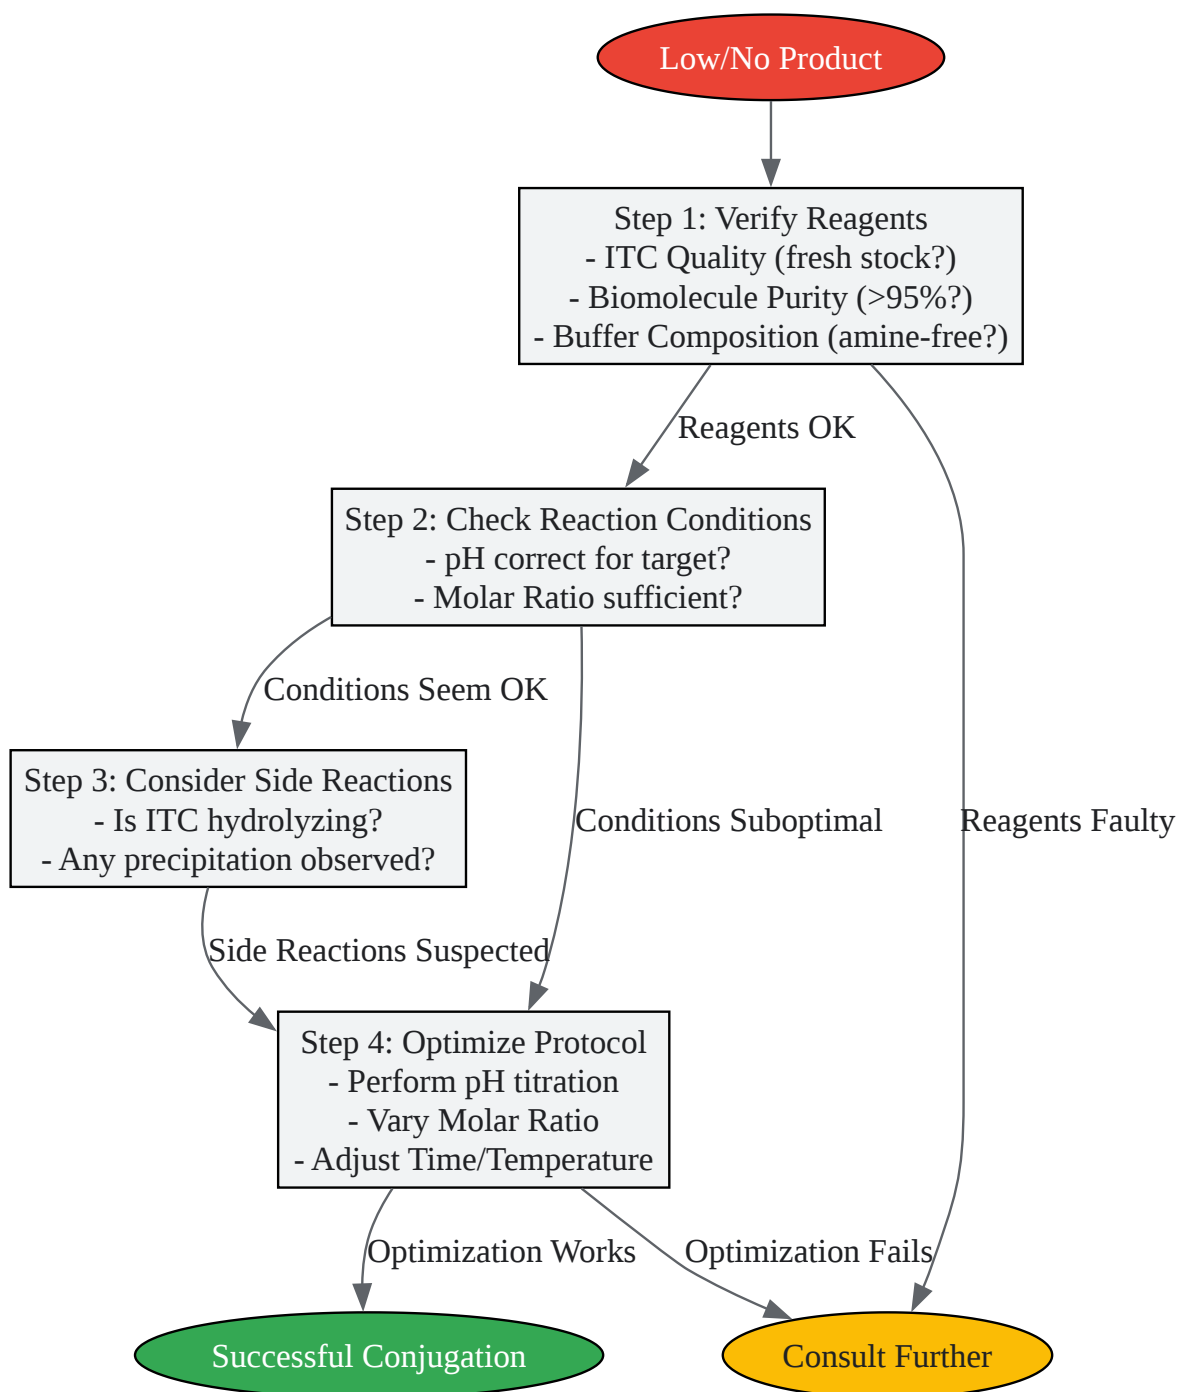 Low/No Product
Step 1: Verify Reagents
- ITC Quality (fresh stock?)
- Biomolecule Purity (>95%?)
- Buffer Composition (amine-free?)
Reagents OK
Step 2: Check Reaction Conditions
- pH correct for target?
- Molar Ratio sufficient?
Conditions Seem OK
Step 3: Consider Side Reactions
- Is ITC hydrolyzing?
- Any precipitation observed?
Conditions Suboptimal
Reagents Faulty
Side Reactions Suspected
Step 4: Optimize Protocol
- Perform pH titration
- Vary Molar Ratio
- Adjust Time/Temperature
Optimization Works
Optimization Fails
Successful Conjugation
Consult Further